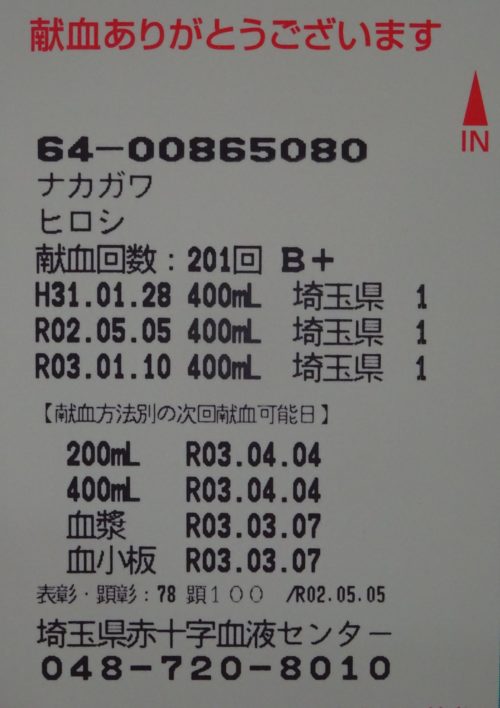 献血ありがとうございます
IN
64-00865080
ナカガワ
ヒロシ
献血回数：201回 B+
H31.01.28 400mL 埼玉県 1
R02.05.05 400mL 埼玉県 1
R03.01.10 400mL 埼玉県 1
【献血方法別の次回献血可能日】
200mL R03.04.04
400mL R03.04.04
血漿 R03.03.07
血小板 R03.03.07
表彰・顕彰：78 顕100 /R02.05.05
埼玉県赤十字血液センター
048-720-8010